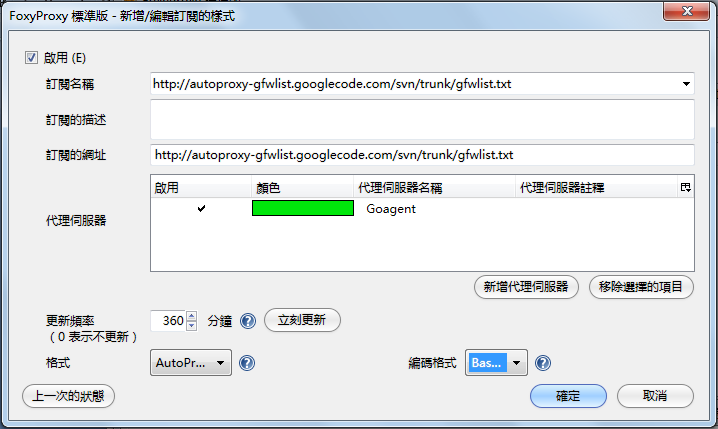 FoxyProxy 標準版 - 新增/編輯訂閱的樣式
啟用 (E)
訂閱名稱 http://autoproxy-gfwlist.googlecode.com/svn/trunk/gfwlist.txt
訂閱的描述
訂閱的網址 http://autoproxy-gfwlist.googlecode.com/svn/trunk/gfwlist.txt
啟用 顏色 代理伺服器名稱 代理伺服器註釋
Goagent
代理伺服器
新增代理伺服器 移除選擇的項目
更新頻率 360 分鐘 ? 立刻更新
（0 表示不更新）
格式 AutoPr... ? 編碼格式 Bas... ?
上一次的狀態 確定 取消